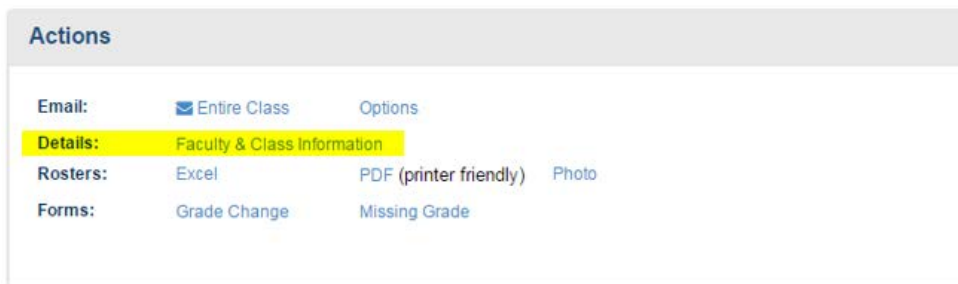 Actions
Email: Entire Class Options
Details: Faculty & Class Information
Rosters: Excel PDF (printer friendly) Photo
Forms: Grade Change Missing Grade